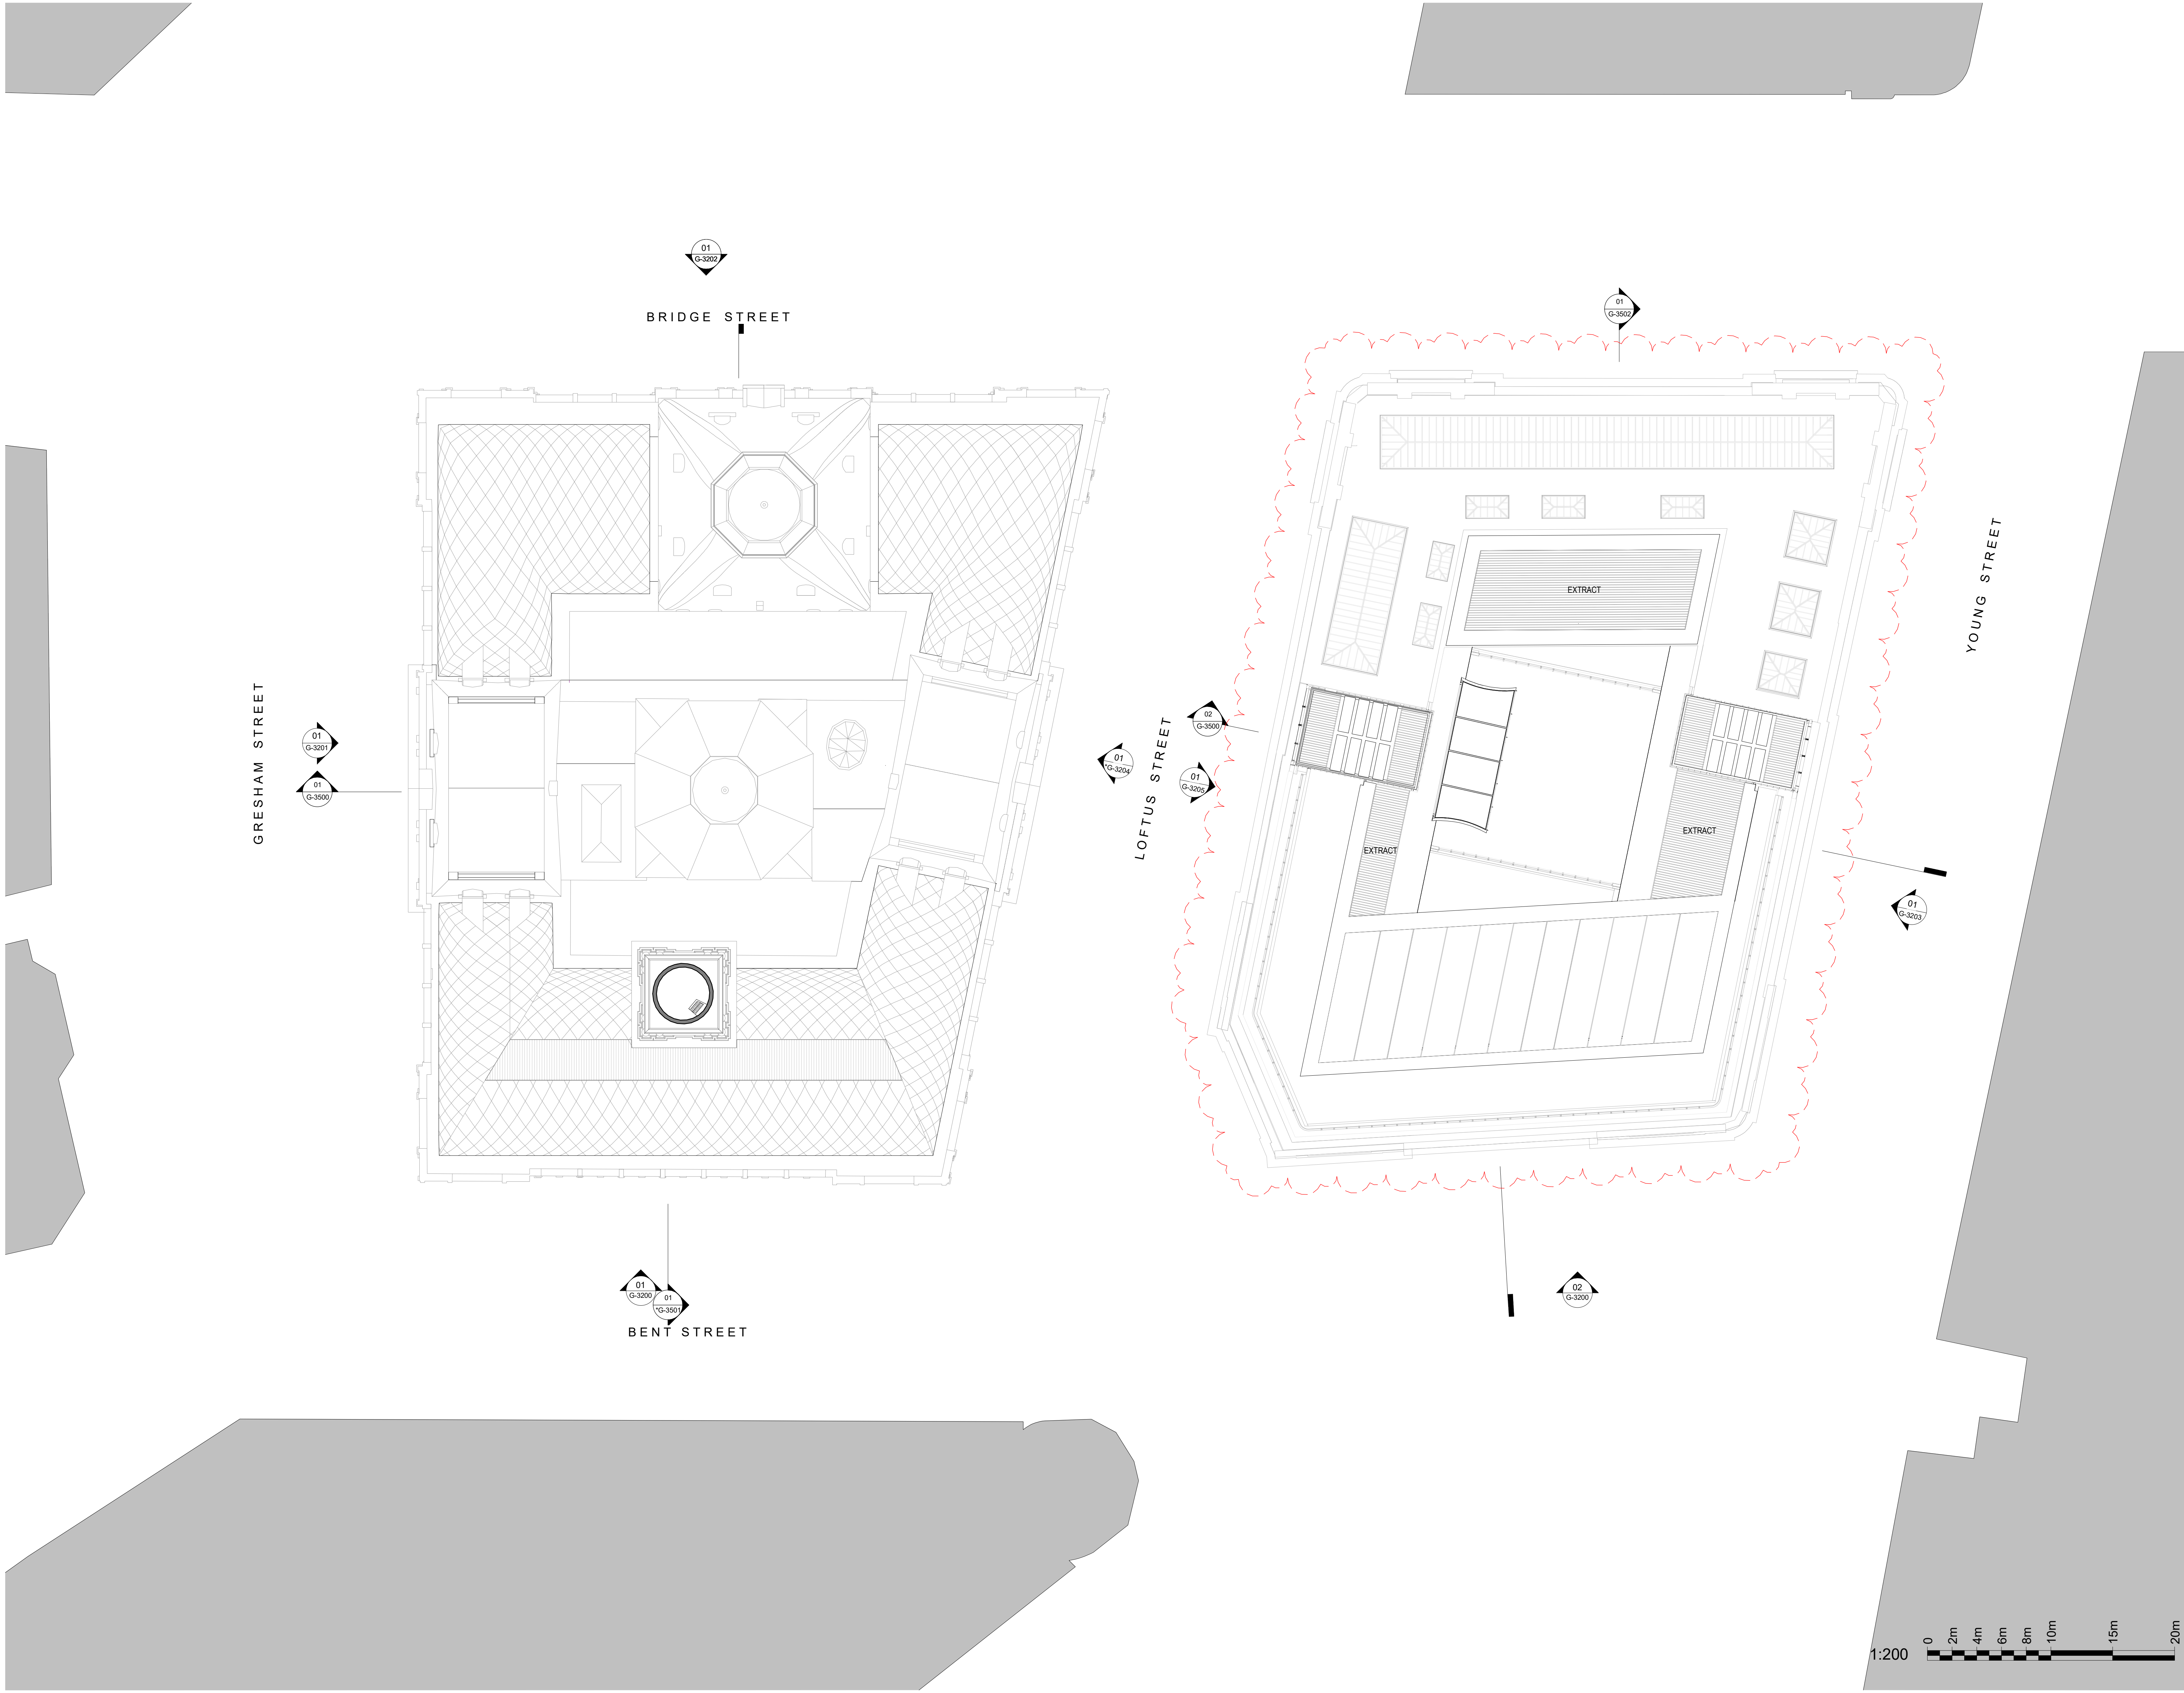 01
G-3202
BRIDGE STREET
01
G-3502
YOUNG STREET
EXTRACT
GRESHAM STREET
01
G-3201
01
G-3500
01
*G-3204
LOFTUS STREET
02
G-3500
01
G-3205
EXTRACT
EXTRACT
01
G-3203
01
G-3200
01
*G-3501
BENT STREET
02
G-3200
1:200
0 2m 4m 6m 8m 10m 15m 20m